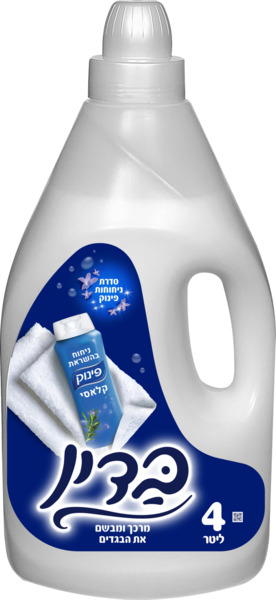 סדרת
ניחוחות
פינוק
ניחוח
בהשראת
פינוק
קלאסי
בדין
מרכך ומבשם
את הבגדים
4
ליטר